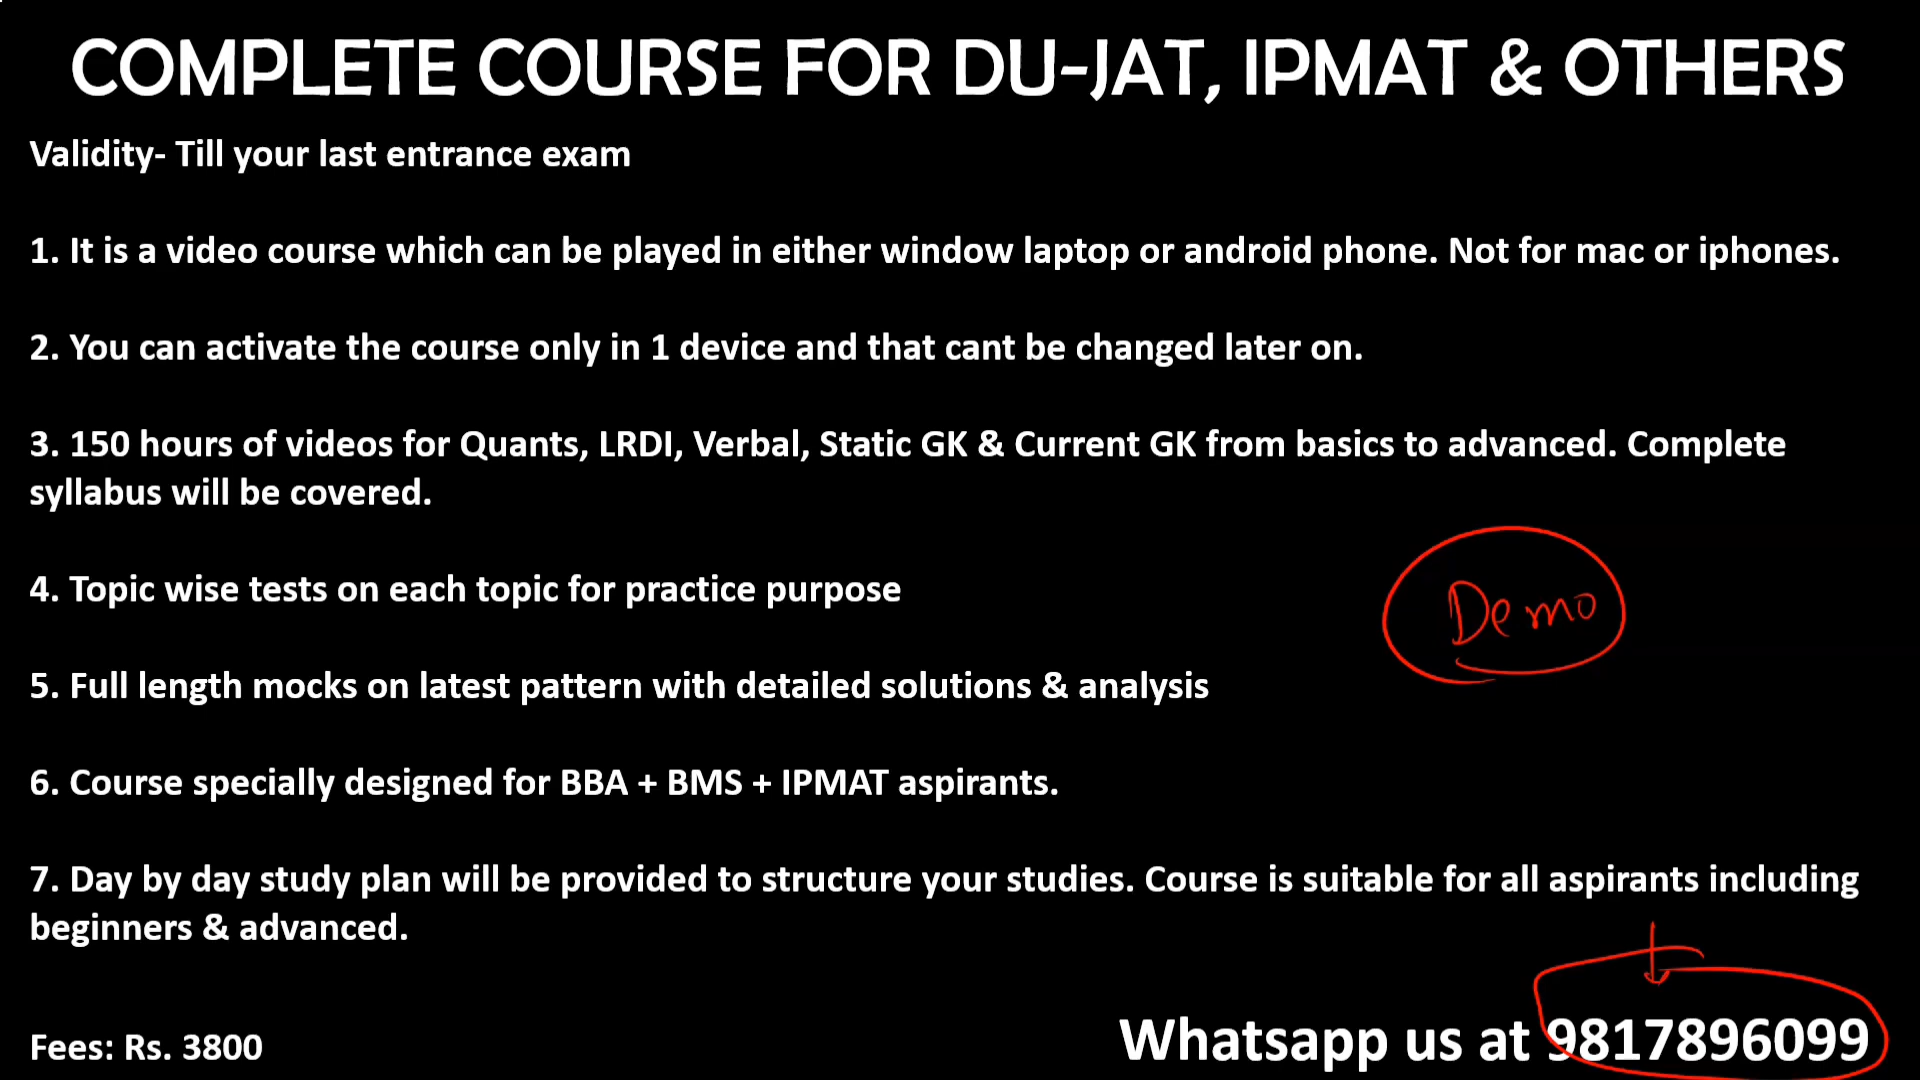 COMPLETE COURSE FOR DU-JAT, IPMAT & OTHERS
Validity- Till your last entrance exam
1. It is a video course which can be played in either window laptop or android phone. Not for mac or iphones.
2. You can activate the course only in 1 device and that cant be changed later on.
3. 150 hours of videos for Quants, LRDI, Verbal, Static GK & Current GK from basics to advanced. Complete
syllabus will be covered.
4. Topic wise tests on each topic for practice purpose
Demo
5. Full length mocks on latest pattern with detailed solutions & analysis
6. Course specially designed for BBA + BMS + IPMAT aspirants.
7. Day by day study plan will be provided to structure your studies. Course is suitable for all aspirants including
beginners & advanced.
Fees: Rs. 3800
Whatsapp us at 9817896099